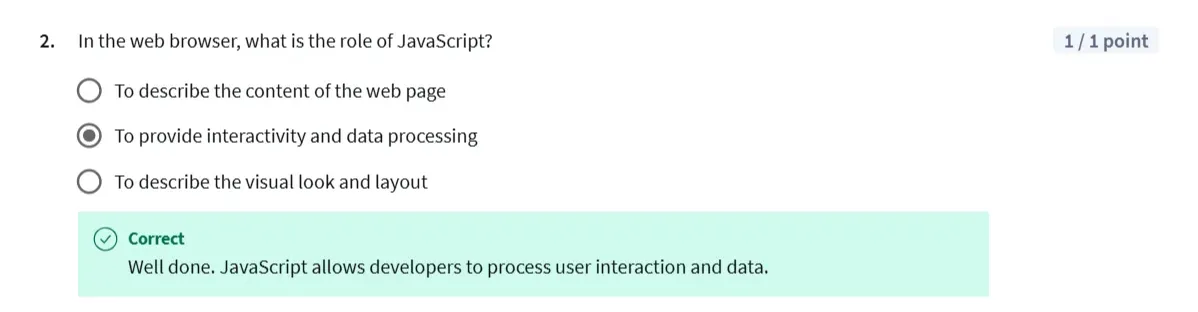 2. In the web browser, what is the role of JavaScript?
1 / 1 point
To describe the content of the web page
To provide interactivity and data processing
To describe the visual look and layout
Correct
Well done. JavaScript allows developers to process user interaction and data.